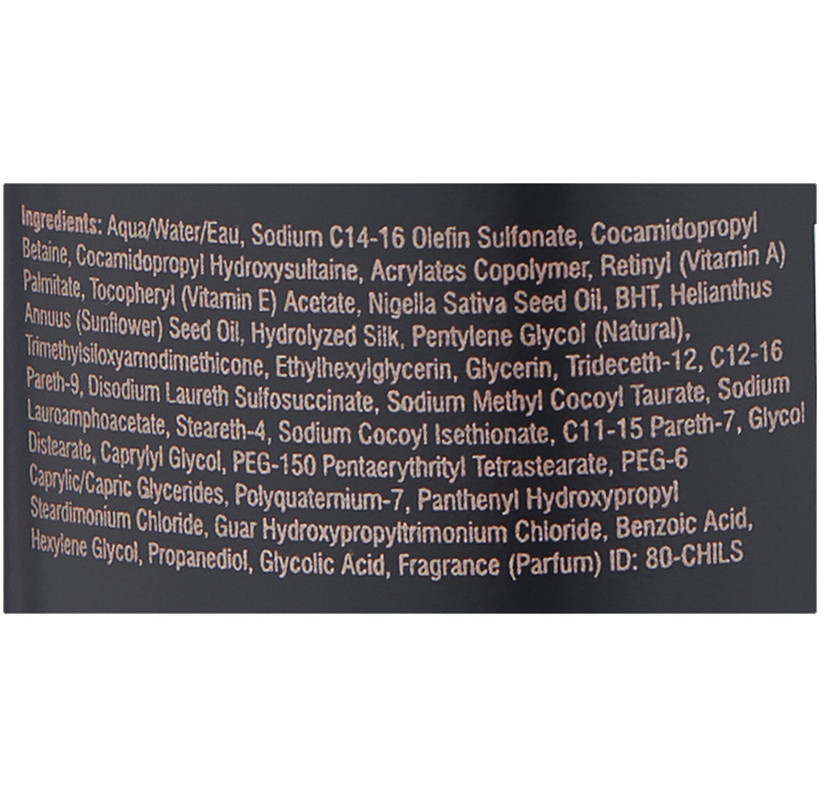 Ingredients: Aqua/Water/Eau, Sodium C14-16 Olefin Sulfonate, Cocamidopropyl
Betaine, Cocamidopropyl Hydroxysultaine, Acrylates Copolymer, Retinyl (Vitamin A)
Palmitate, Tocopheryl (Vitamin E) Acetate, Nigella Sativa Seed Oil, BHT, Helianthus
Annuus (Sunflower) Seed Oil, Hydrolyzed Silk, Pentylene Glycol (Natural),
Trimethylsiloxyamodimethicone, Ethylhexylglycerin, Glycerin, Trideceth-12, C12-16
Pareth-9, Disodium Laureth Sulfosuccinate, Sodium Methyl Cocoyl Taurate, Sodium
Lauroamphoacetate, Steareth-4, Sodium Cocoyl Isethionate, C11-15 Pareth-7, Glycol
Distearate, Caprylyl Glycol, PEG-150 Pentaerythrityl Tetrastearate, PEG-6
Caprylic/Capric Glycerides, Polyquaternium-7, Panthenyl Hydroxypropyl
Steardimonium Chloride, Guar Hydroxypropyltrimonium Chloride, Benzoic Acid,
Hexylene Glycol, Propanediol, Glycolic Acid, Fragrance (Parfum) ID: 80-CHILS